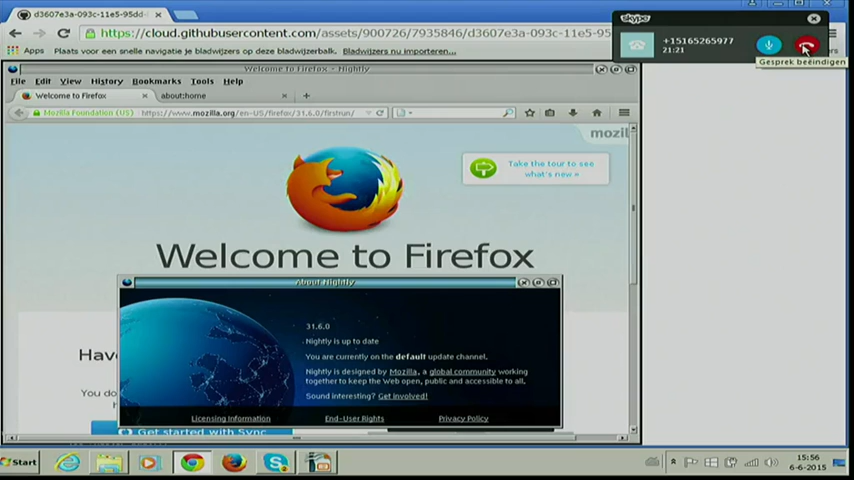 d3607e3a-093c-11e5-95dd-
Skype
https://cloud.githubusercontent.com/assets/900726/7935846/d3607e3a-093c-11e5-95dd-
+15165265977
21:21
Gesprek beëindigen
Apps
Plaats voor een snelle navigatie je bladwijzers op deze bladwijzerbalk.
Bladwijzers nu importeren...
Welcome to Firefox - Nightly
File Edit View History Bookmarks Tools Help
Welcome to Firefox
about:home
Mozilla Foundation (US)
https://www.mozilla.org/en-US/firefox/31.6.0/firstrun/
mozil
Take the tour to see
what's new »
Welcome to Firefox
About Nightly
31.6.0
Nightly is up to date
You are currently on the default update channel.
Nightly is designed by Mozilla, a global community working
together to keep the Web open, public and accessible to all.
Sound interesting? Get involved!
Licensing Information
End-User Rights
Privacy Policy
Have
You do
Get started with Sync
Start
15:56
6-6-2015